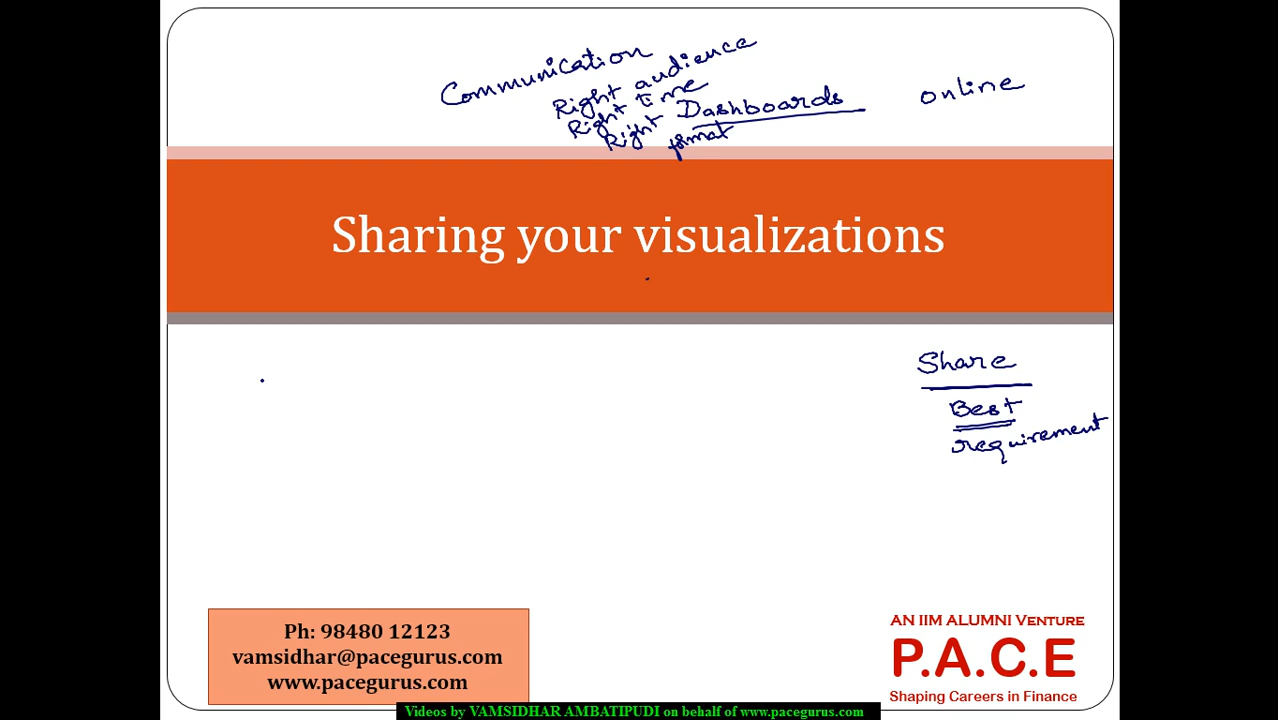 Communication
Right audience
Right time
Right format
Dashboards
online
Sharing your visualizations
Share
Best
requirement
Ph: 98480 12123
vamsidhar@pacegurus.com
www.pacegurus.com
AN IIM ALUMNI VENTURE
P.A.C.E
Shaping Careers in Finance
Videos by VAMSIDHAR AMBATIPUDI on behalf of www.pacegurus.com